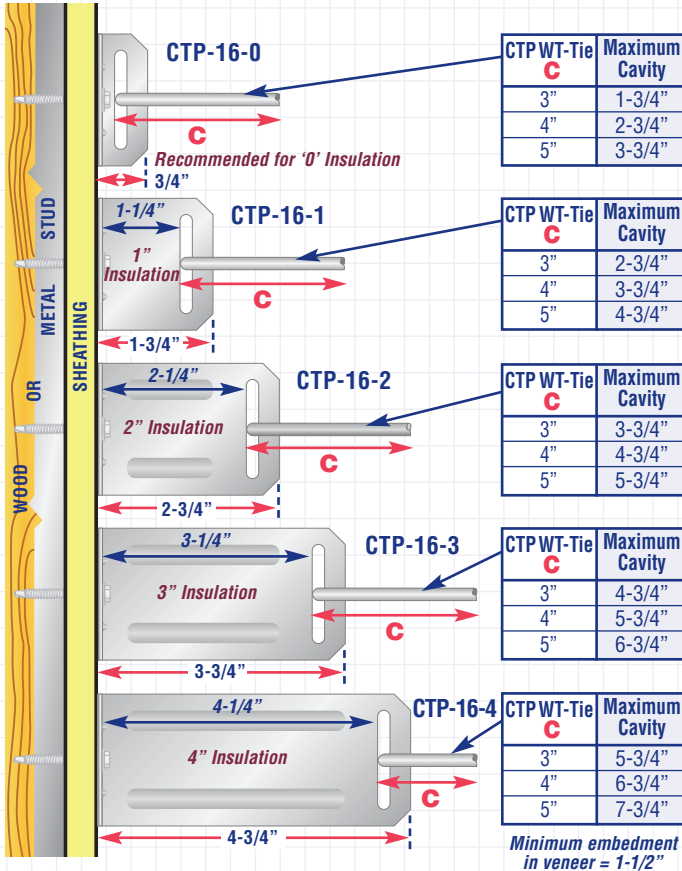 CTP-16-0
C
Recommended for ‘0’ Insulation
3/4”
CTP WT-Tie C
Maximum Cavity
3” 1-3/4”
4” 2-3/4”
5” 3-3/4”
1-1/4”
CTP-16-1
1” Insulation
C
1-3/4”
CTP WT-Tie C
Maximum Cavity
3” 2-3/4”
4” 3-3/4”
5” 4-3/4”
2-1/4”
CTP-16-2
2” Insulation
C
2-3/4”
CTP WT-Tie C
Maximum Cavity
3” 3-3/4”
4” 4-3/4”
5” 5-3/4”
3-1/4”
CTP-16-3
3” Insulation
C
3-3/4”
CTP WT-Tie C
Maximum Cavity
3” 4-3/4”
4” 5-3/4”
5” 6-3/4”
4-1/4”
CTP-16-4
4” Insulation
C
4-3/4”
CTP WT-Tie C
Maximum Cavity
3” 5-3/4”
4” 6-3/4”
5” 7-3/4”
Minimum embedment
in veneer = 1-1/2”
WOOD OR METAL STUD
SHEATHING